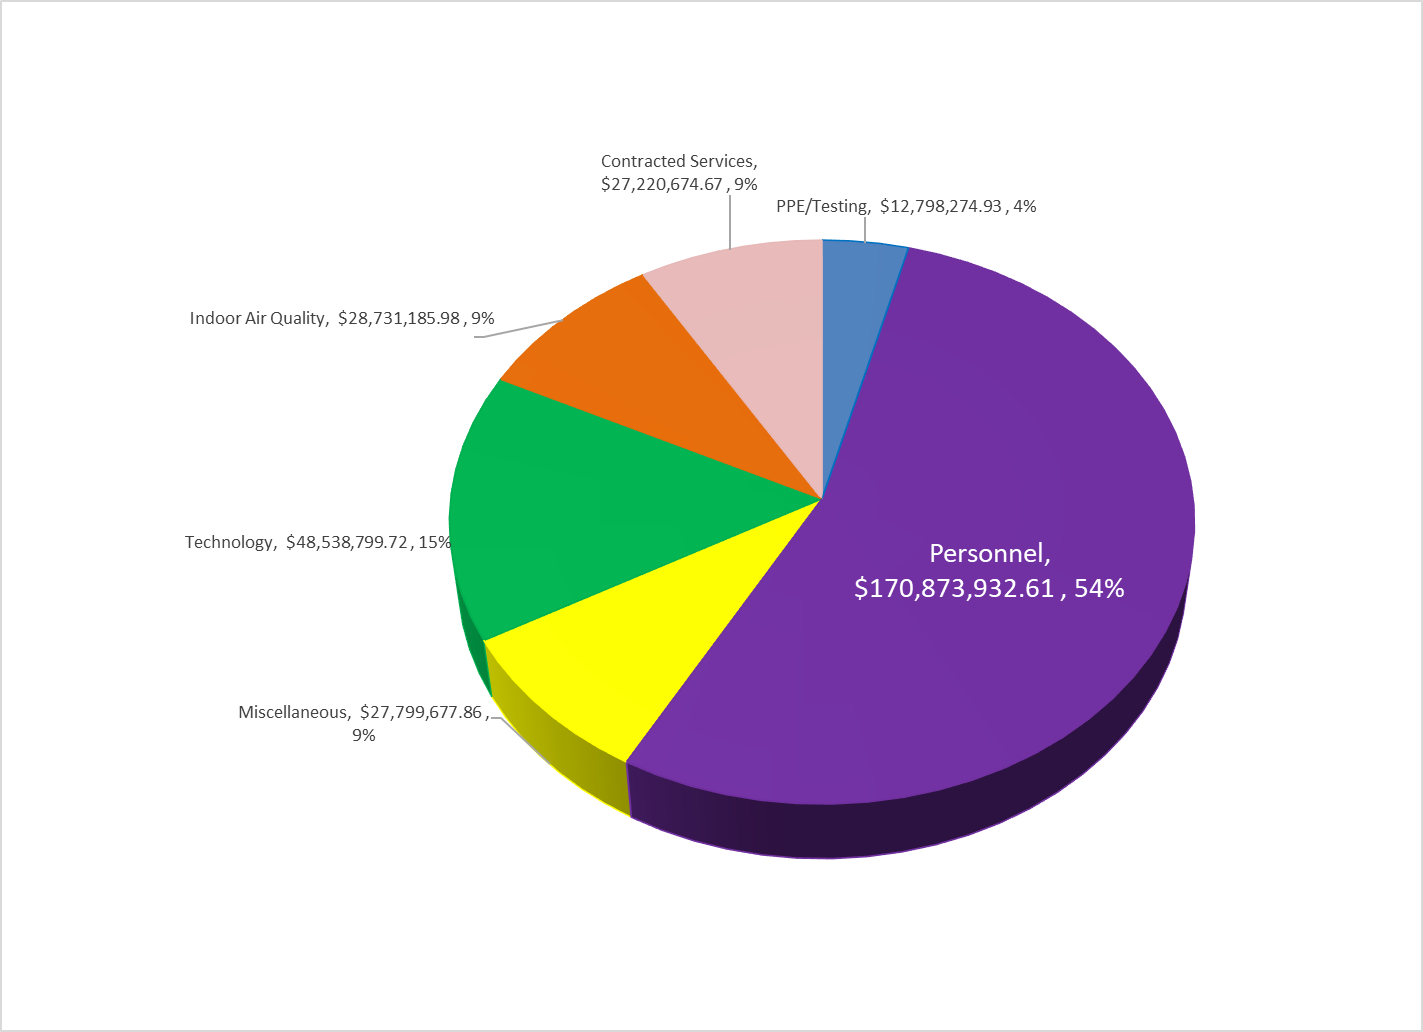 Contracted Services,
$27,220,674.67 , 9%
PPE/Testing,  $12,798,274.93 , 4%
Indoor Air Quality,  $28,731,185.98 , 9%
Technology,  $48,538,799.72 , 15%
Personnel,
$170,873,932.61 , 54%
Miscellaneous,  $27,799,677.86 ,
9%